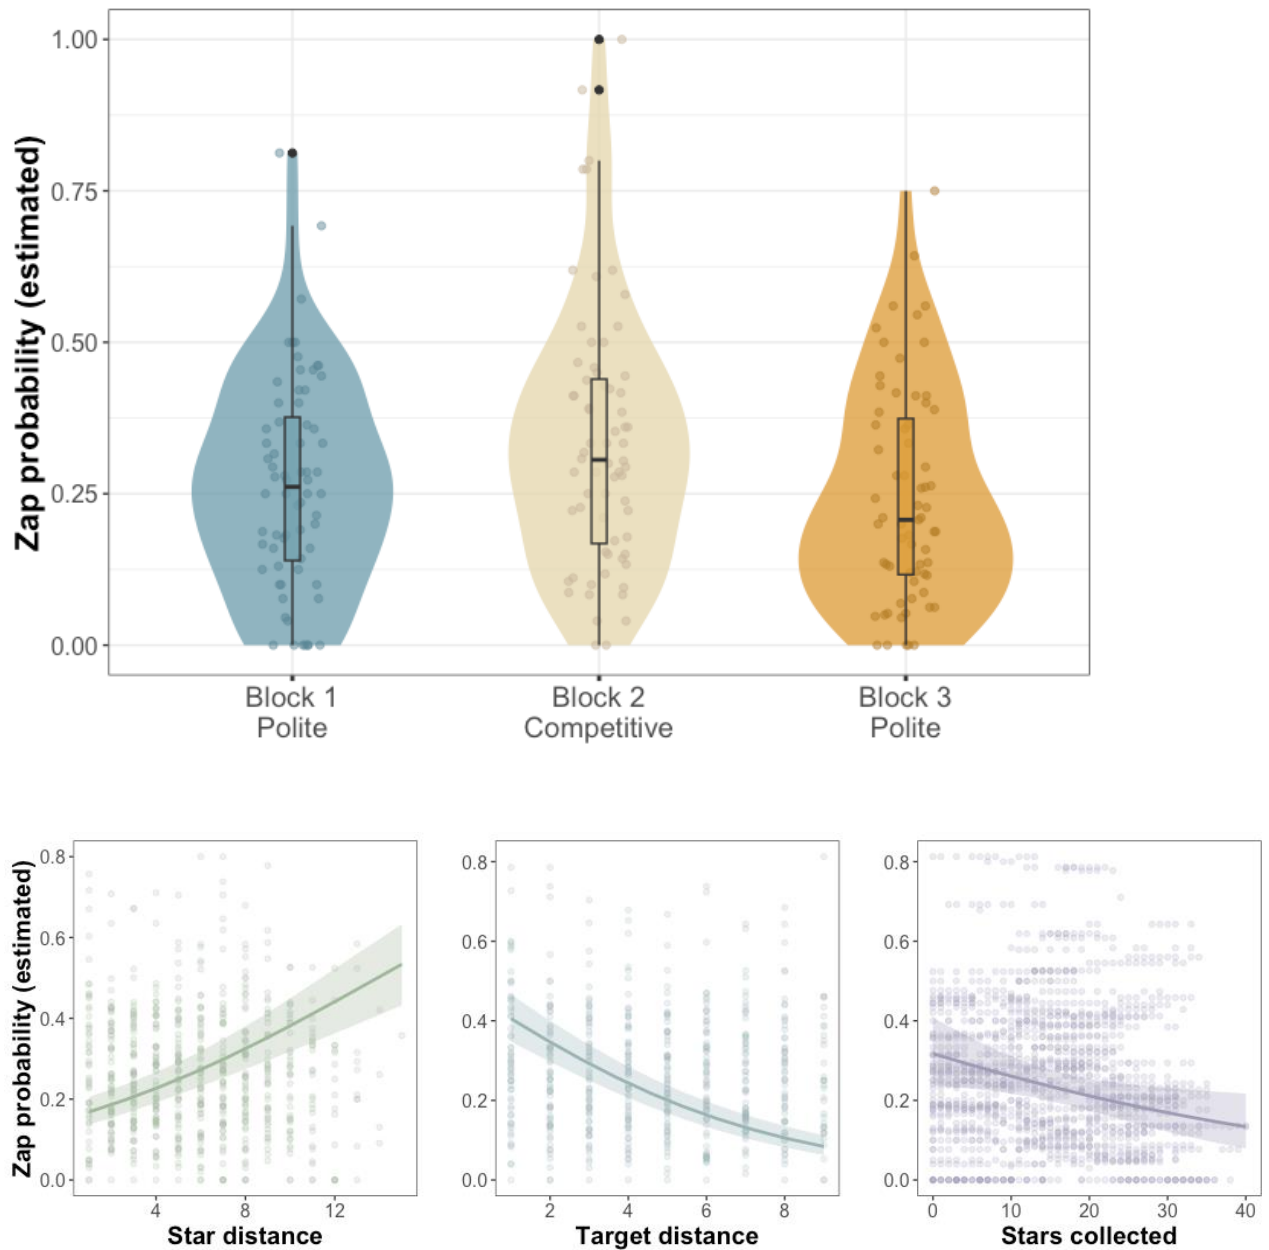 Zap probability (estimated)
1.00
0.75
0.50
0.25
0.00
Block 1
Polite
Block 2
Competitive
Block 3
Polite
Zap probability (estimated)
0.8
0.6
0.4
0.2
0.0
4 8 12
Star distance
0.8
0.6
0.4
0.2
0.0
2 4 6 8
Target distance
0.8
0.6
0.4
0.2
0.0
0 10 20 30 40
Stars collected